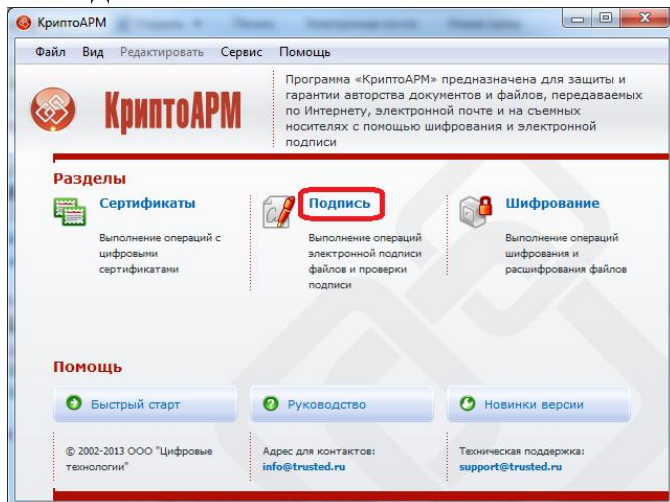 КриптоАРМ
Файл Вид Редактировать Сервис Помощь
КриптоАРМ
Программа «КриптоАРМ» предназначена для защиты и
гарантии авторства документов и файлов, передаваемых
по Интернету, электронной почте и на съемных
носителях с помощью шифрования и электронной
подписи
Разделы
Сертификаты
Выполнение операций с
цифровыми
сертификатами
Подпись
Выполнение операций
электронной подписи
файлов и проверки
подписи
Шифрование
Выполнение операций
шифрования и
расшифрования файлов
Помощь
Быстрый старт
Руководство
Новинки версии
© 2002-2013 ООО "Цифровые
технологии"
Адрес для контактов:
info@trusted.ru
Техническая поддержка:
support@trusted.ru